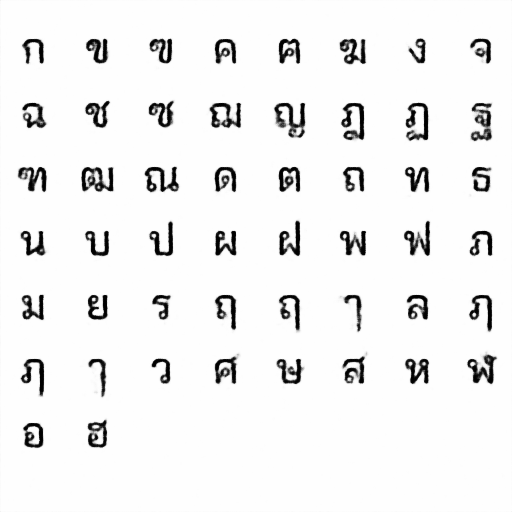 ก ข ฃ ค ฅ ฆ ง จ
ฉ ช ซ ฌ ญ ฎ ฏ ฐ
ฑ ฒ ณ ด ต ถ ท ธ
น บ ป ผ ฝ พ ฟ ภ
ม ย ร ฤ ฤ ๅ ล ฦ
ฦ ๅ ว ศ ษ ส ห ฬ
อ ฮ